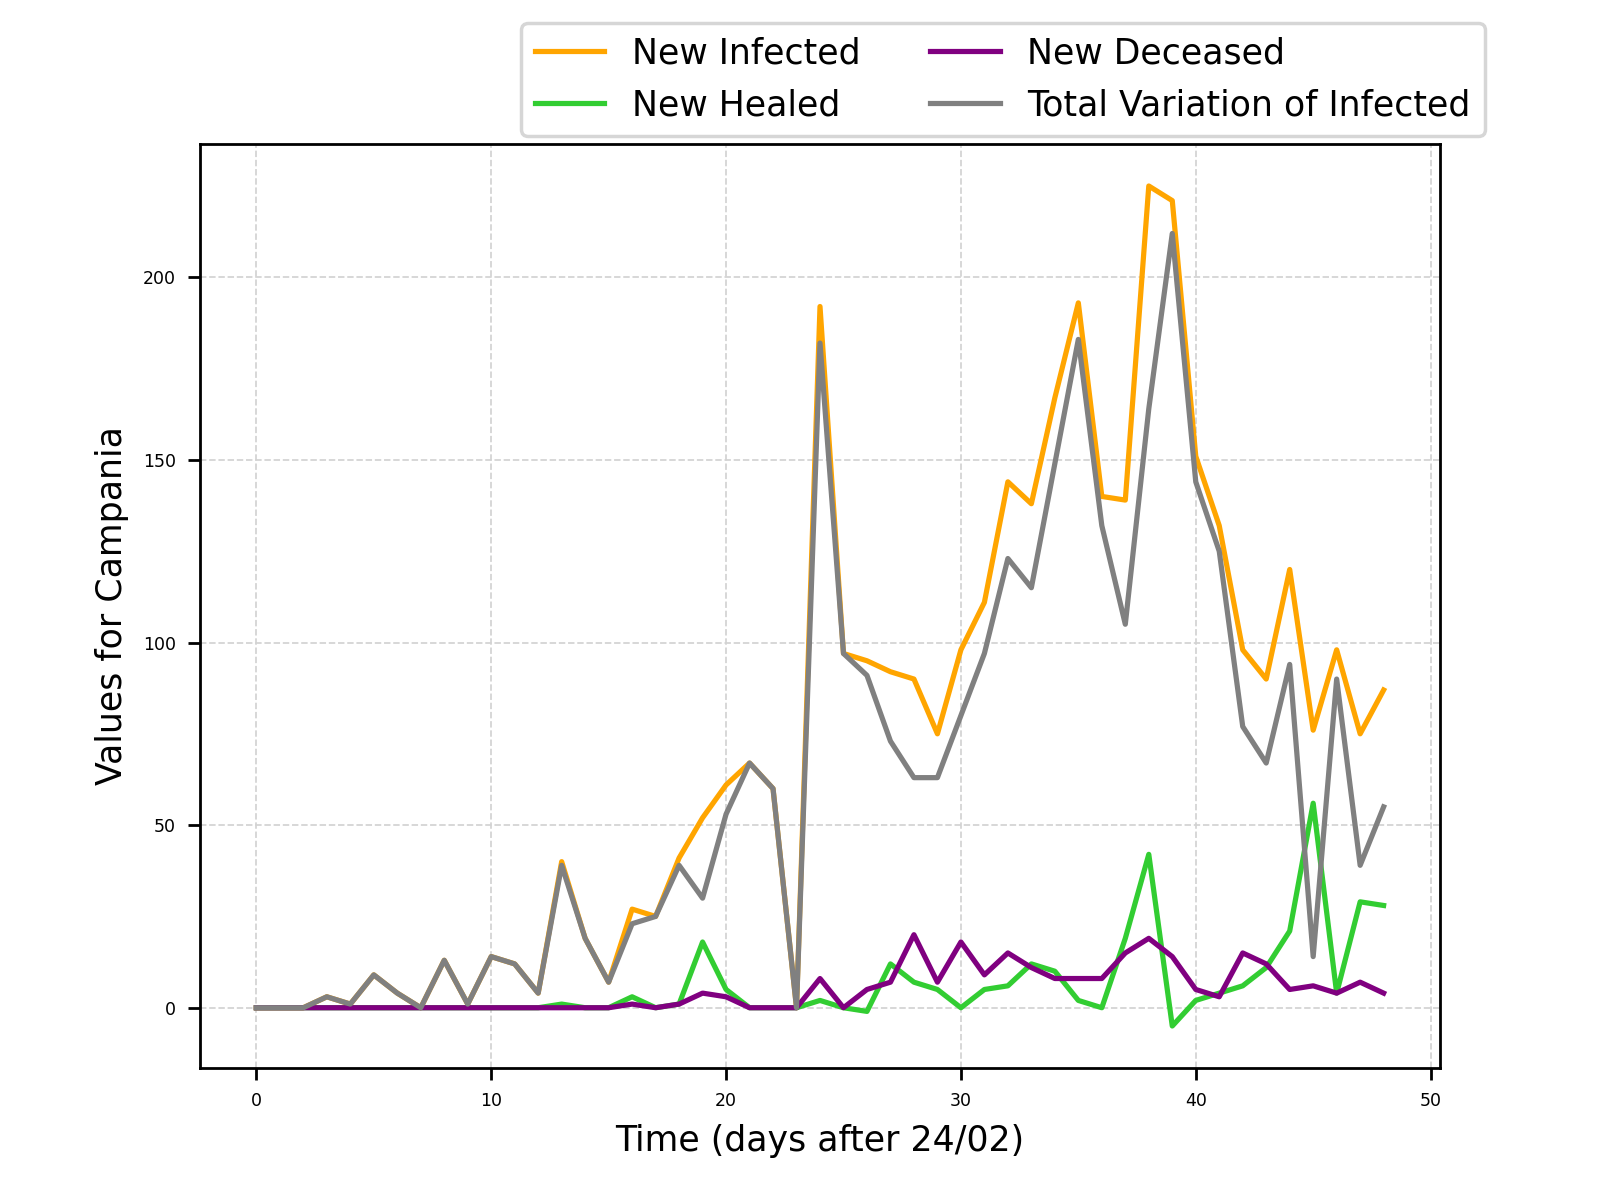 New Infected
New Healed
New Deceased
Total Variation of Infected
Values for Campania
200
150
100
50
0
0 10 20 30 40 50
Time (days after 24/02)